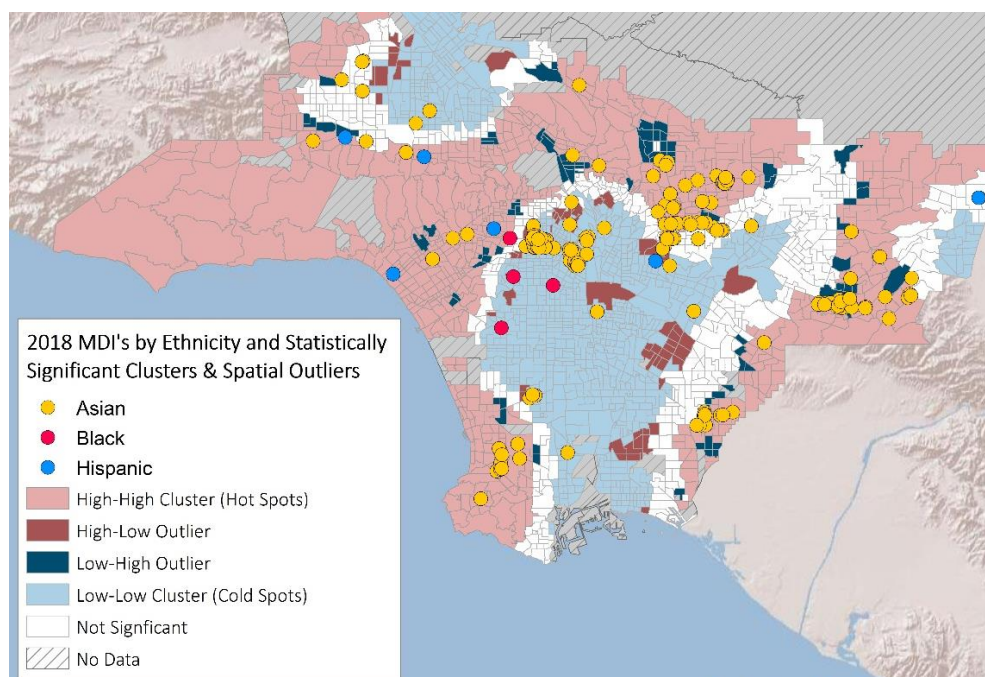 2018 MDI's by Ethnicity and Statistically
Significant Clusters & Spatial Outliers
Asian
Black
Hispanic
High-High Cluster (Hot Spots)
High-Low Outlier
Low-High Outlier
Low-Low Cluster (Cold Spots)
Not Signficant
No Data